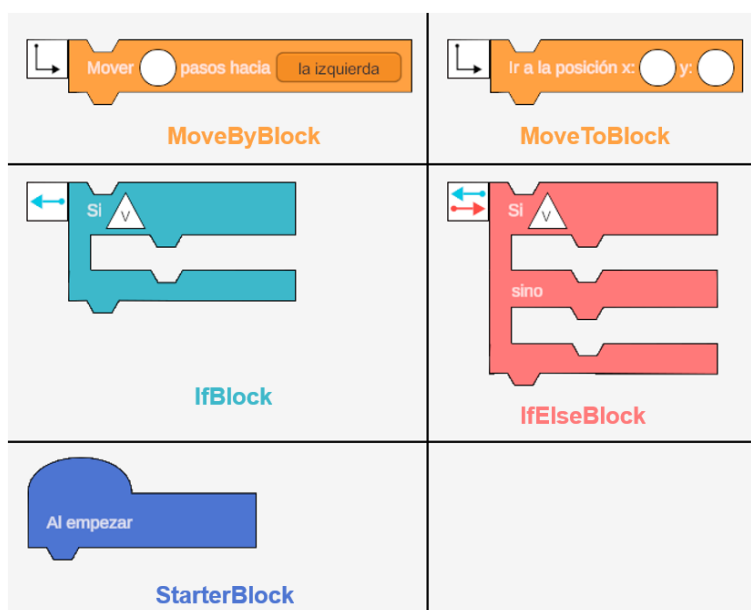 Mover pasos hacia la izquierda
MoveByBlock
Ir a la posición x: y:
MoveToBlock
Si V
IfBlock
Si V
sino
IfElseBlock
Al empezar
StarterBlock